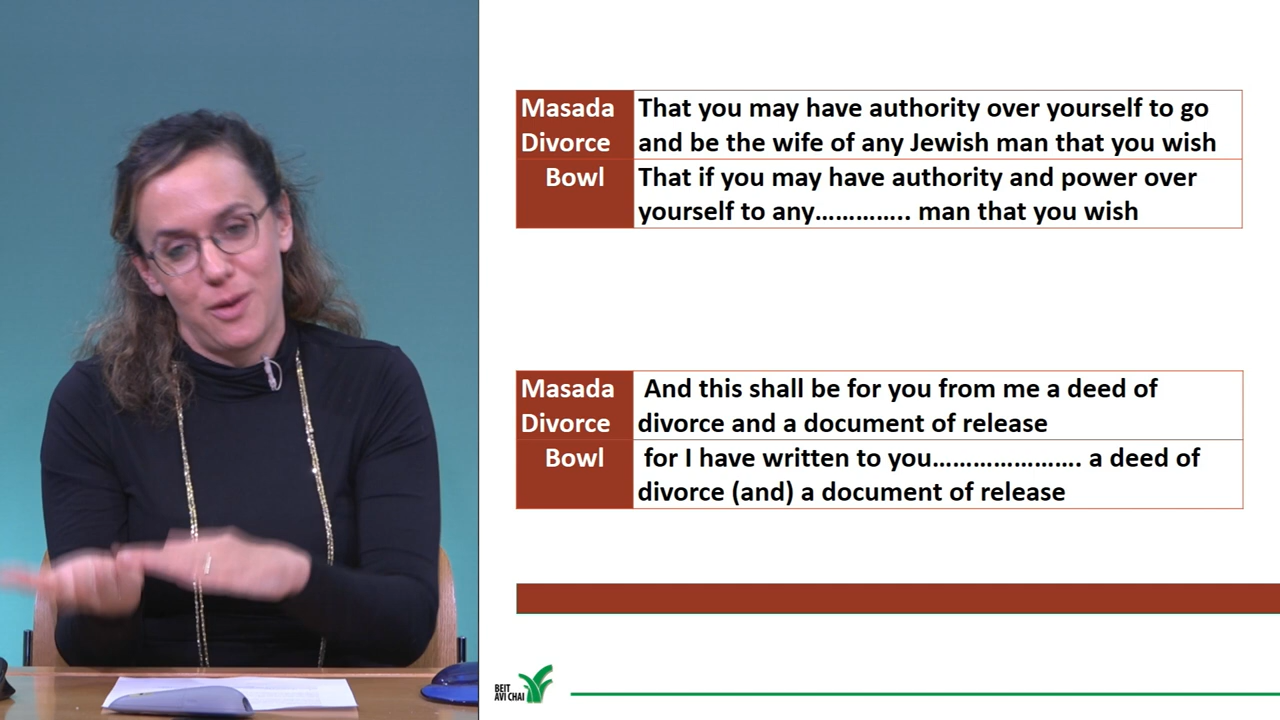 Masada
Divorce
That you may have authority over yourself to go
and be the wife of any Jewish man that you wish
Bowl
That if you may have authority and power over
yourself to any………….. man that you wish
Masada
Divorce
And this shall be for you from me a deed of
divorce and a document of release
Bowl
for I have written to you…………………. a deed of
divorce (and) a document of release
BEIT
AVI CHAI